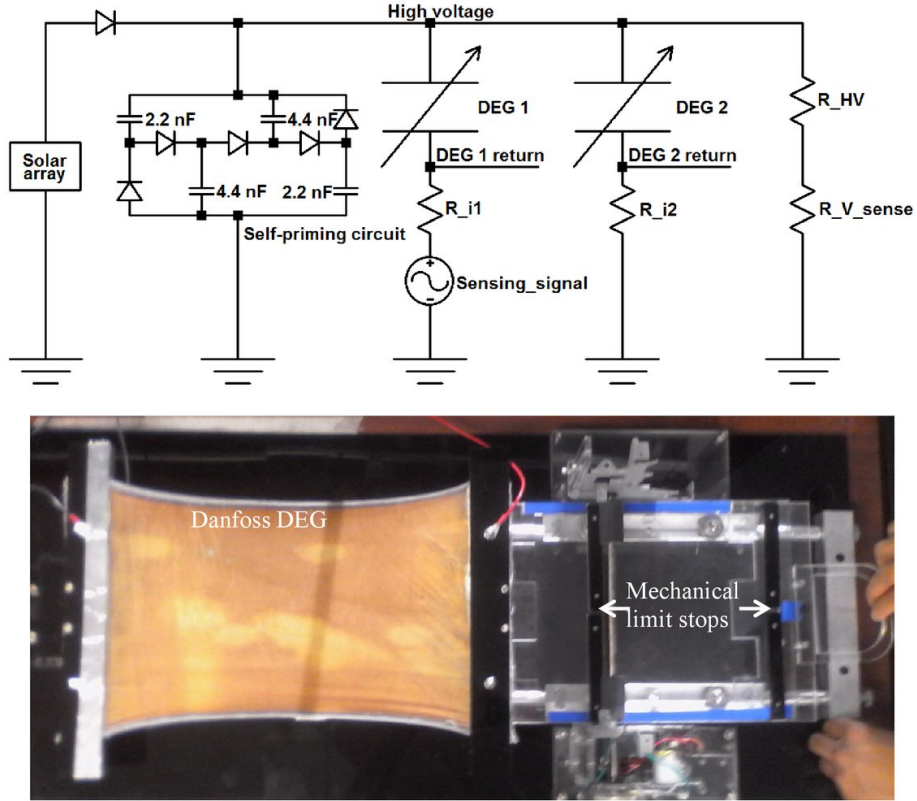 High voltage
2.2 nF
4.4 nF
DEG 1
DEG 2
R_HV
Solar
array
DEG 1 return
DEG 2 return
4.4 nF
2.2 nF
R_i1
R_i2
R_V_sense
Self-priming circuit
+
Sensing_signal
-
Danfoss DEG
Mechanical
limit stops